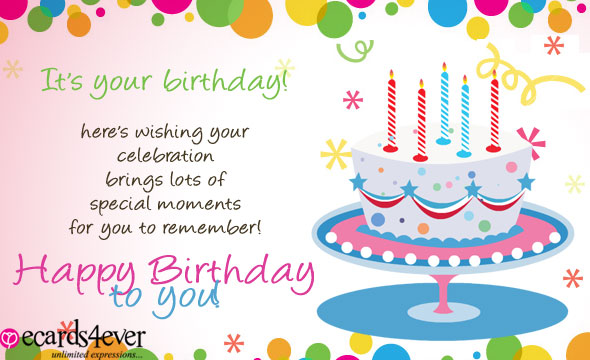 It's your birthday!
here's wishing your
celebration
brings lots of
special moments
for you to remember!
Happy Birthday
to you!
ecards4ever
unlimited expressions...